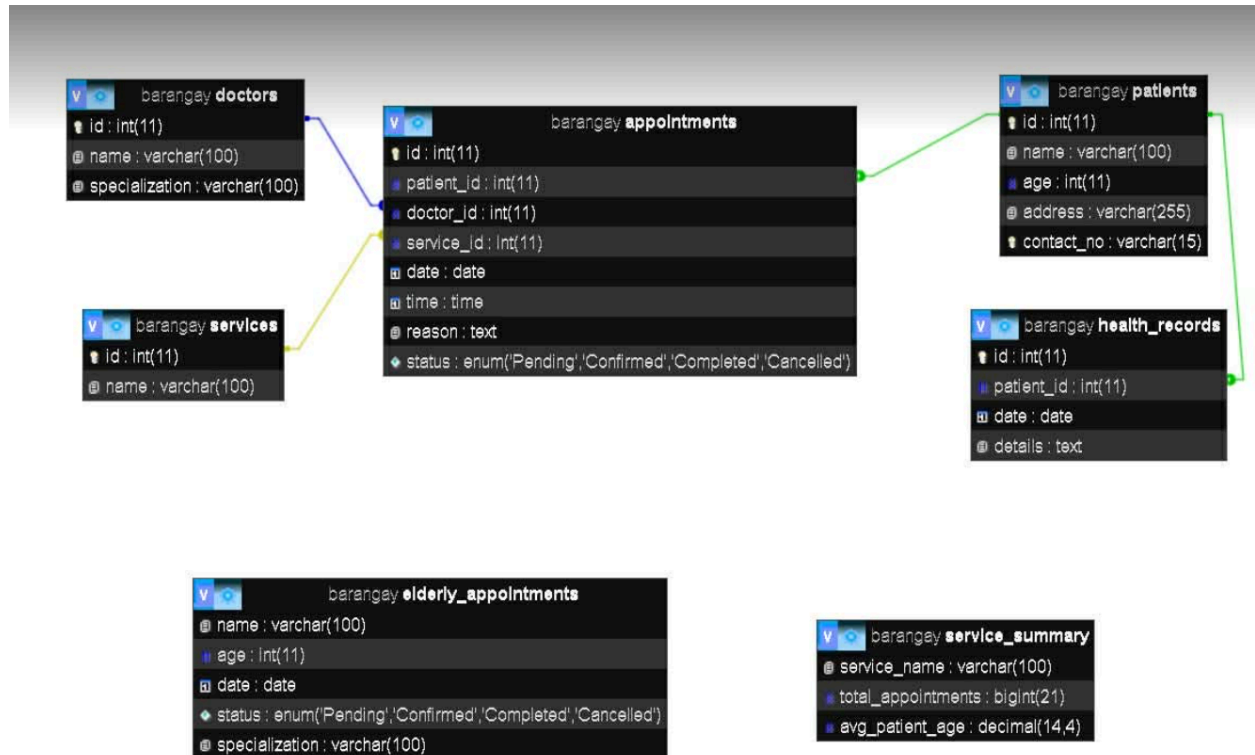 barangay doctors
id : int(11)
name : varchar(100)
specialization : varchar(100)
barangay services
id : int(11)
name : varchar(100)
barangay appointments
id : int(11)
patient_id : int(11)
doctor_id : int(11)
service_id : int(11)
date : date
time : time
reason : text
status : enum('Pending','Confirmed','Completed','Cancelled')
barangay patients
id : int(11)
name : varchar(100)
age : int(11)
address : varchar(255)
contact_no : varchar(15)
barangay health_records
id : int(11)
patient_id : int(11)
date : date
details : text
barangay elderly_appointments
name : varchar(100)
age : int(11)
date : date
status : enum('Pending','Confirmed','Completed','Cancelled')
specialization : varchar(100)
barangay service_summary
service_name : varchar(100)
total_appointments : bigint(21)
avg_patient_age : decimal(14,4)